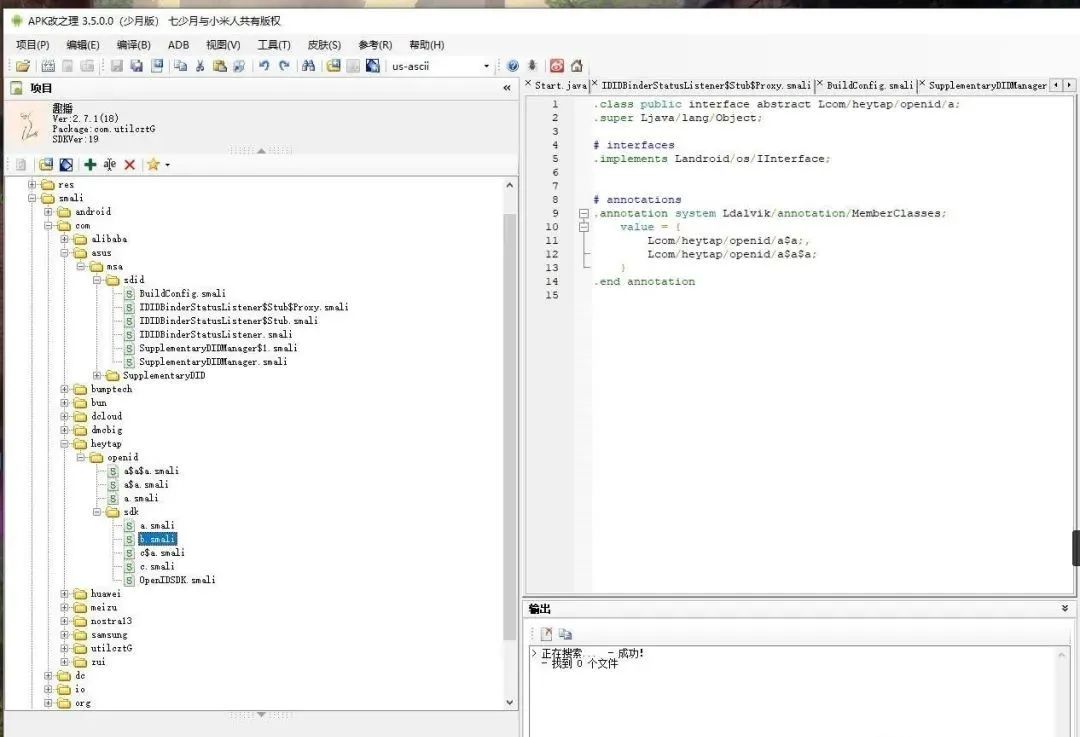 APK改之理 3.5.0.0（少月版） 七少月与小米人共有版权
项目(P) 编辑(E) 编译(B) ADB 视图(V) 工具(T) 皮肤(S) 参考(R) 帮助(H)
us-ascii
项目
趣播
Ver:2.7.1(18)
Package:com.utilcztG
SDKVer:19
res
smali
android
com
alibaba
asus
msa
sdid
BuildConfig.smali
IDIDBinderStatusListener$Stub$Proxy.smali
IDIDBinderStatusListener$Stub.smali
IDIDBinderStatusListener.smali
SupplementaryDIDManager$1.smali
SupplementaryDIDManager.smali
SupplementaryDID
bumptech
bun
dcloud
dmcbig
heytap
openid
a$a$a.smali
a$a.smali
a.smali
sdk
a.smali
b.smali
c$a.smali
c.smali
OpenIDSDK.smali
huawei
meizu
nostra13
samsung
utilcztG
zui
dc
io
org
Start.java IDIDBinderStatusListener$Stub$Proxy.smali BuildConfig.smali SupplementaryDIDManager
1 .class public interface abstract Lcom/heytap/openid/a;
2 .super Ljava/lang/Object;
3
4 # interfaces
5 .implements Landroid/os/IInterface;
6
7
8 # annotations
9 .annotation system Ldalvik/annotation/MemberClasses;
10 value = {
11 Lcom/heytap/openid/a$a;,
12 Lcom/heytap/openid/a$a$a;
13 }
14 .end annotation
15
输出
> 正在搜索... - 成功!
- 找到 0 个文件